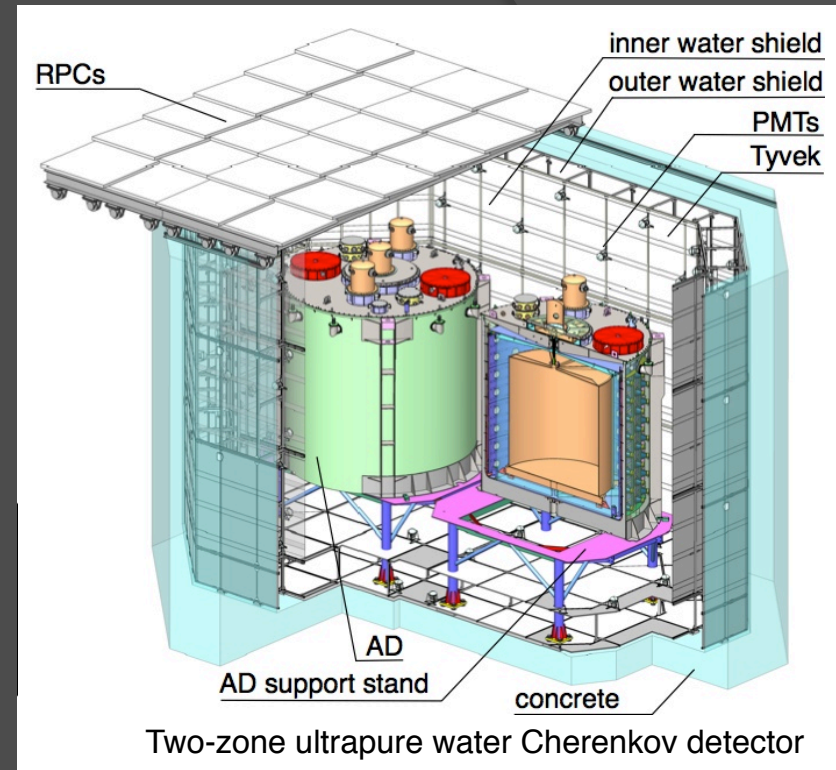 inner water shield
RPCs
outer water shield
PMTs
Tyvek
AD
AD support stand
concrete
Two-zone ultrapure water Cherenkov detector